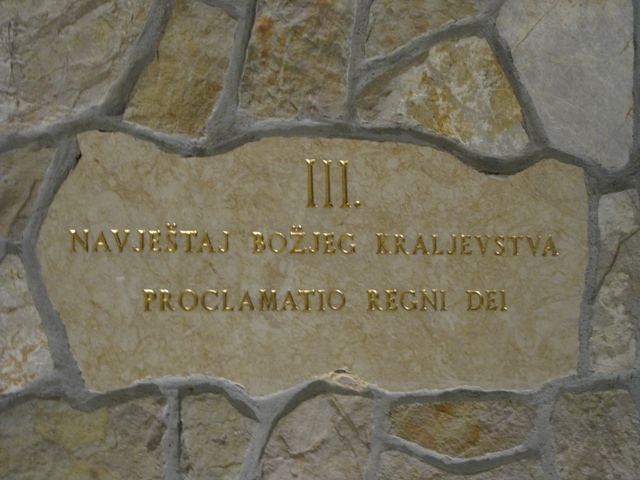 III.
NAVJEŠTAJ BOŽJEG KRALJEVSTVA
PROCLAMATIO REGNI DEI